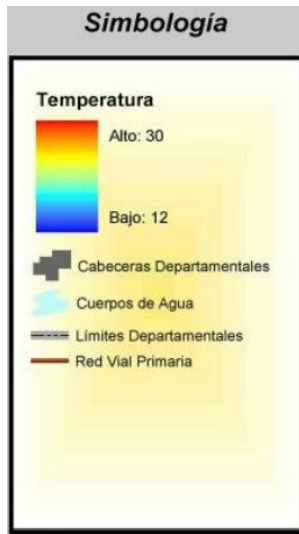 Simbología
Temperatura
Alto: 30
Bajo: 12
Cabeceras Departamentales
Cuerpos de Agua
Límites Departamentales
Red Vial Primaria